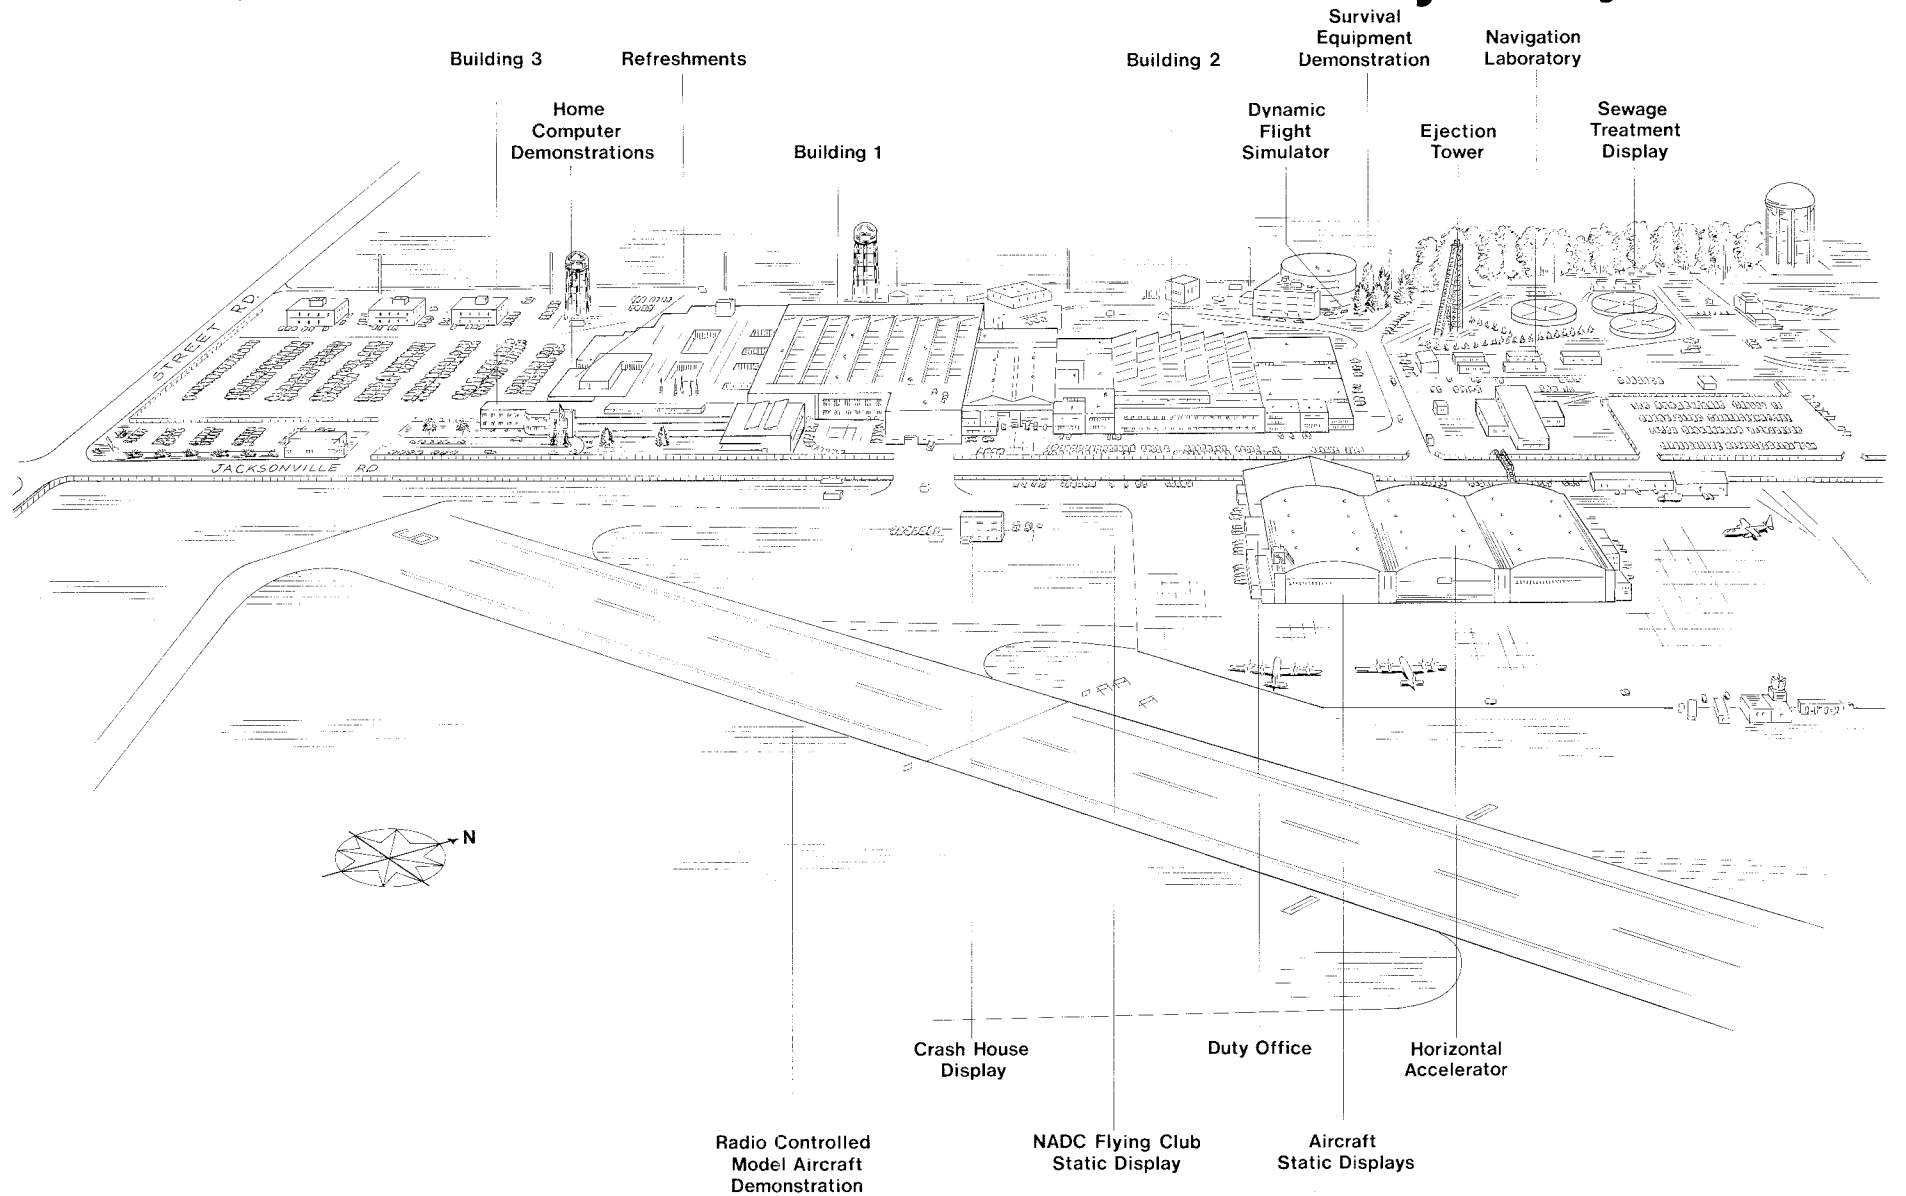 Survival
Equipment
Demonstration
Navigation
Laboratory
Building 3
Refreshments
Building 2
Home
Computer
Demonstrations
Building 1
Dynamic
Flight
Simulator
Ejection
Tower
Sewage
Treatment
Display
STREET RD.
JACKSONVILLE RD.
N
Crash House
Display
Duty Office
Horizontal
Accelerator
Radio Controlled
Model Aircraft
Demonstration
NADC Flying Club
Static Display
Aircraft
Static Displays